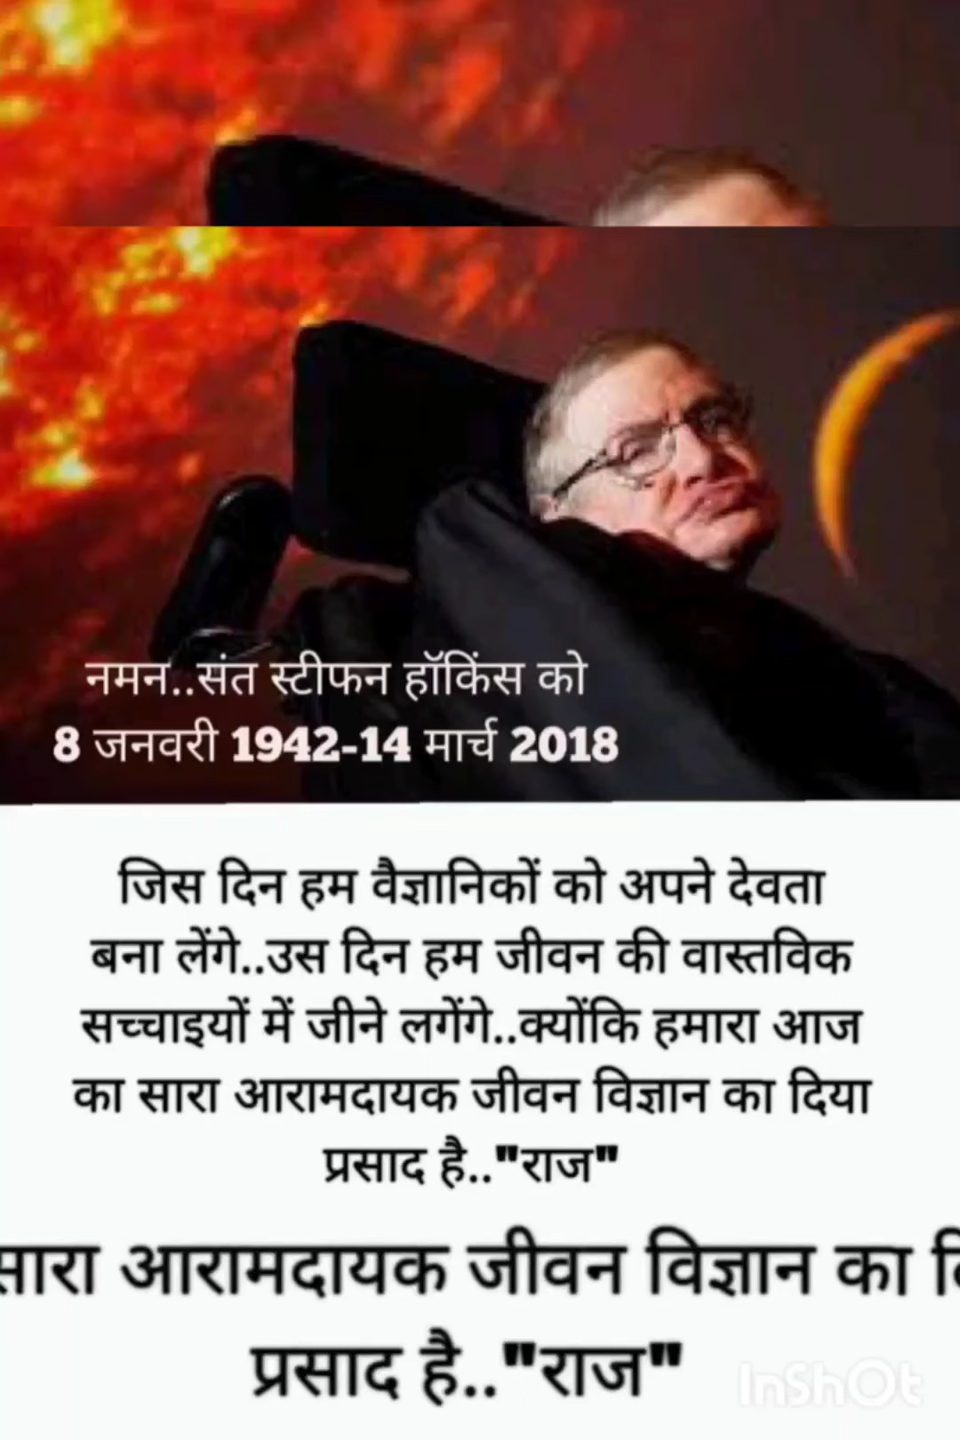 नमन..संत स्टीफन हॉकिंस को
8 जनवरी 1942-14 मार्च 2018
जिस दिन हम वैज्ञानिकों को अपने देवता
बना लेंगे..उस दिन हम जीवन की वास्तविक
सच्चाइयों में जीने लगेंगे..क्योंकि हमारा आज
का सारा आरामदायक जीवन विज्ञान का दिया
प्रसाद है.."राज"
सारा आरामदायक जीवन विज्ञान का
प्रसाद है.."राज"
InShOt